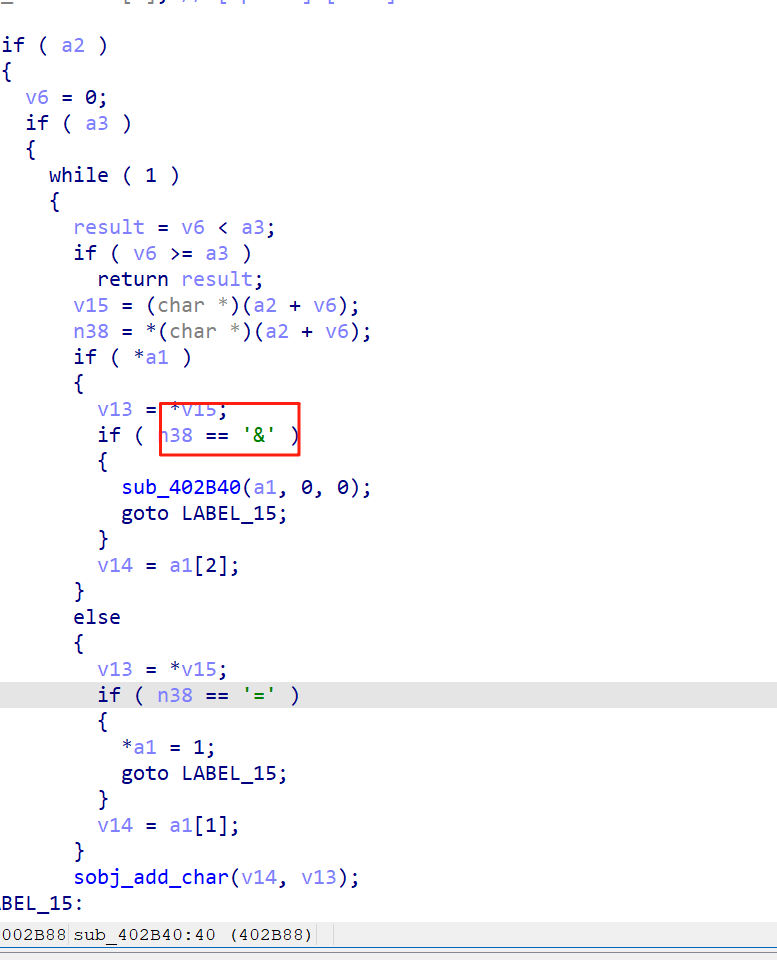 if ( a2 )
{
v6 = 0;
if ( a3 )
{
while ( 1 )
{
result = v6 < a3;
if ( v6 >= a3 )
return result;
v15 = (char *)(a2 + v6);
n38 = *(char *)(a2 + v6);
if ( *a1 )
{
v13 = *v15;
if ( n38 == '&' )
{
sub_402B40(a1, 0, 0);
goto LABEL_15;
}
v14 = a1[2];
}
else
{
v13 = *v15;
if ( n38 == '=' )
{
*a1 = 1;
goto LABEL_15;
}
v14 = a1[1];
}
sobj_add_char(v14, v13);
ABEL_15:
002B88 sub_402B40:40 (402B88)